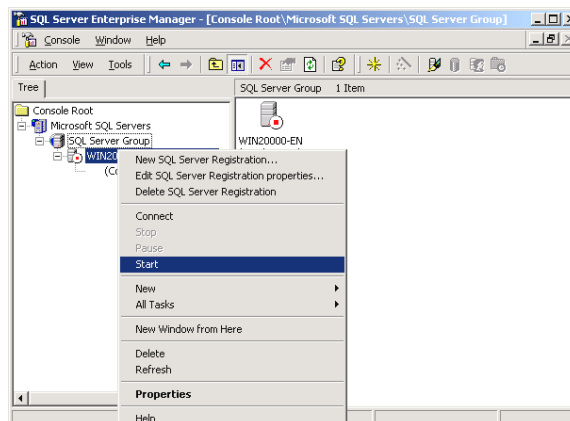 SQL Server Enterprise Manager - [Console Root\Microsoft SQL Servers\SQL Server Group]
Console Window Help
Action View Tools
Tree
SQL Server Group 1 Item
Console Root
Microsoft SQL Servers
SQL Server Group
WIN20
(Co
WIN20000-EN
New SQL Server Registration...
Edit SQL Server Registration properties...
Delete SQL Server Registration
Connect
Stop
Pause
Start
New
All Tasks
New Window from Here
Delete
Refresh
Properties
Help